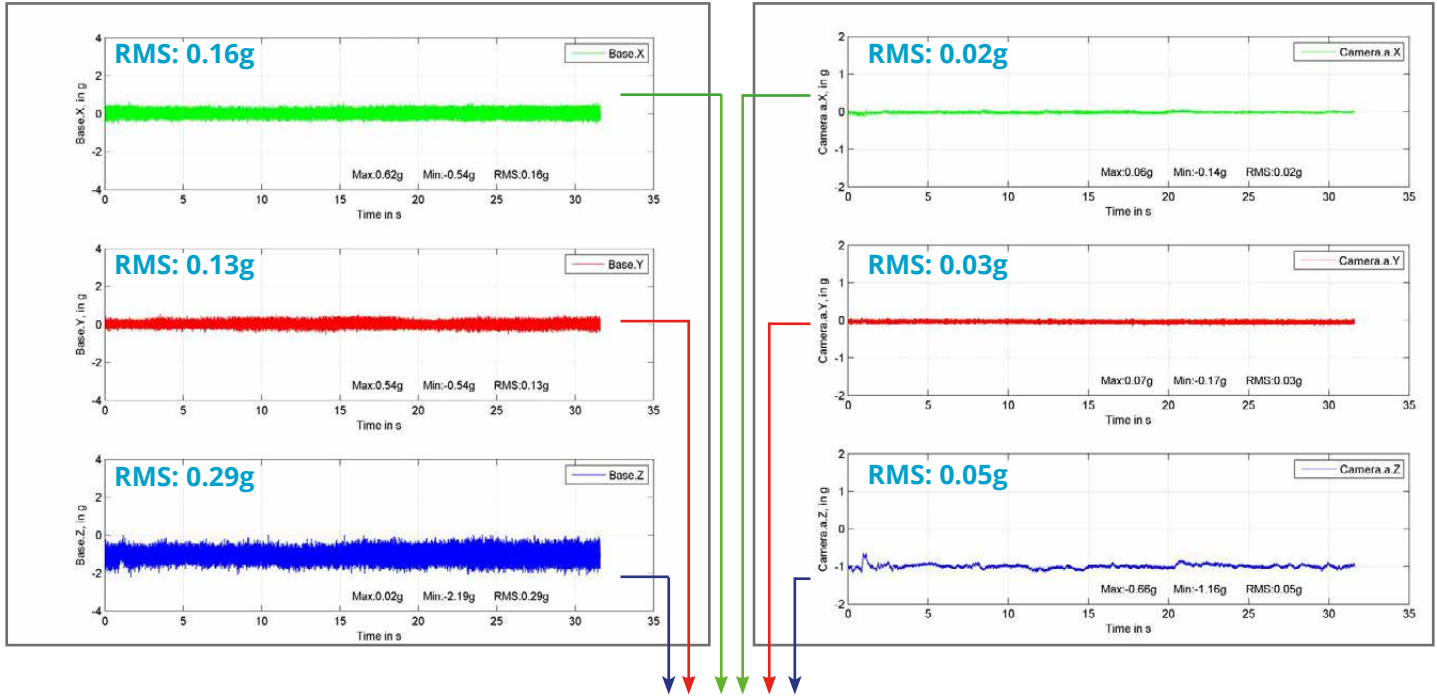 RMS: 0.16g
Base.X
Base.X, in g
4
2
0
-2
-4
Max:0.62g Min:-0.54g RMS:0.16g
0 5 10 15 20 25 30 35
Time in s
RMS: 0.13g
Base.Y
Base.Y, in g
4
2
0
-2
-4
Max:0.54g Min:-0.54g RMS:0.13g
0 5 10 15 20 25 30 35
Time in s
RMS: 0.29g
Base.Z
Base.Z, in g
4
2
0
-2
-4
Max:0.02g Min:-2.19g RMS:0.29g
0 5 10 15 20 25 30 35
Time in s
RMS: 0.02g
Camera.a.X
Camera.a.X, in g
2
1
0
-1
-2
Max:0.06g Min:-0.14g RMS:0.02g
0 5 10 15 20 25 30 35
Time in s
RMS: 0.03g
Camera.a.Y
Camera.a.Y, in g
2
1
0
-1
-2
Max:0.07g Min:-0.17g RMS:0.03g
0 5 10 15 20 25 30 35
Time in s
RMS: 0.05g
Camera.a.Z
Camera.a.Z, in g
2
1
0
-1
-2
Max:-0.66g Min:-1.16g RMS:0.05g
0 5 10 15 20 25 30 35
Time in s